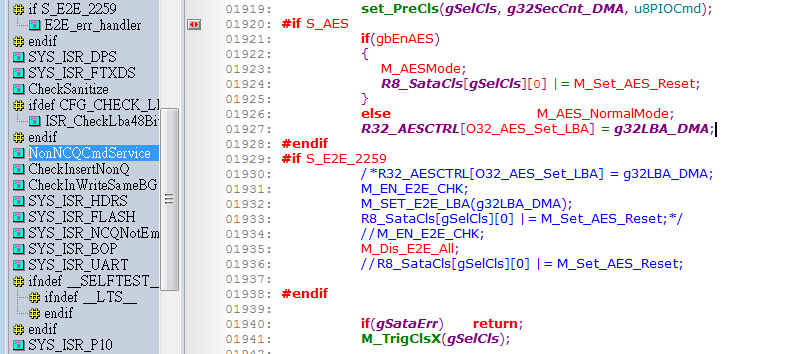 if S_E2E_2259
E2E_err_handler
endif
SYS_ISR_DPS
SYS_ISR_FTXDS
CheckSanitize
ifdef CFG_CHECK_L
ISR_CheckLba48Bi
endif
NonNCQCmdService
CheckInsertNonQ
CheckInWriteSameBG
SYS_ISR_HDRS
SYS_ISR_FLASH
SYS_ISR_NCQNotEm
SYS_ISR_BOP
SYS_ISR_UART
ifndef __SELFTEST_
ifndef __LTS__
endif
endif
SYS_ISR_P10
01919: set_PreCls(gSelCls, g32SecCnt_DMA, u8PIOCmd);
01920: #if S_AES
01921: if(gbEnAES)
01922: {
01923: M_AESMode;
01924: R8_SataCls[gSelCls][0] |= M_Set_AES_Reset;
01925: }
01926: else M_AES_NormalMode;
01927: R32_AESCTRL[O32_AES_Set_LBA] = g32LBA_DMA;
01928: #endif
01929: #if S_E2E_2259
01930: /*R32_AESCTRL[O32_AES_Set_LBA] = g32LBA_DMA;
01931: M_EN_E2E_CHK;
01932: M_SET_E2E_LBA(g32LBA_DMA);
01933: R8_SataCls[gSelCls][0] |= M_Set_AES_Reset;*/
01934: //M_EN_E2E_CHK;
01935: M_Dis_E2E_All;
01936: //R8_SataCls[gSelCls][0] |= M_Set_AES_Reset;
01937:
01938: #endif
01939:
01940: if(gSataErr) return;
01941: M_TrigClsX(gSelCls);